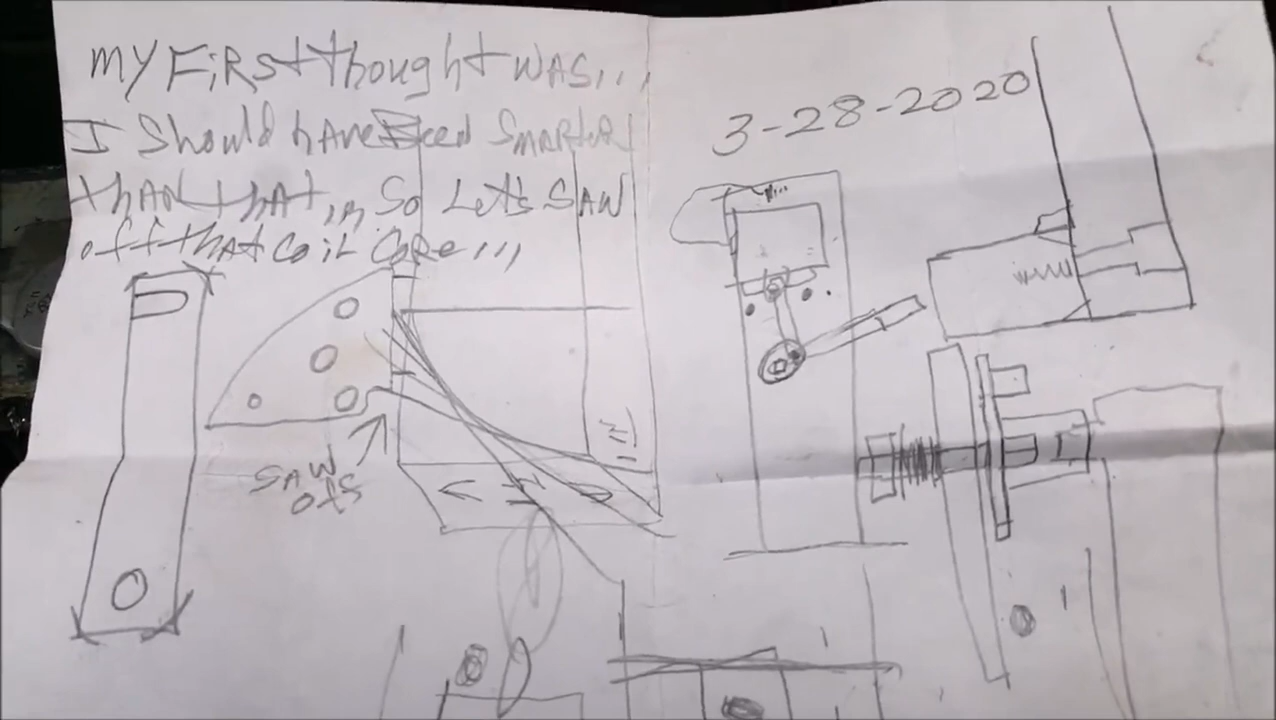 My First thought WAS...
I Should hAVE Been SMARter
thAN thAt... So Let's SAW
off thAt CoiL CoRe...
3-28-2020
SAW
OFF